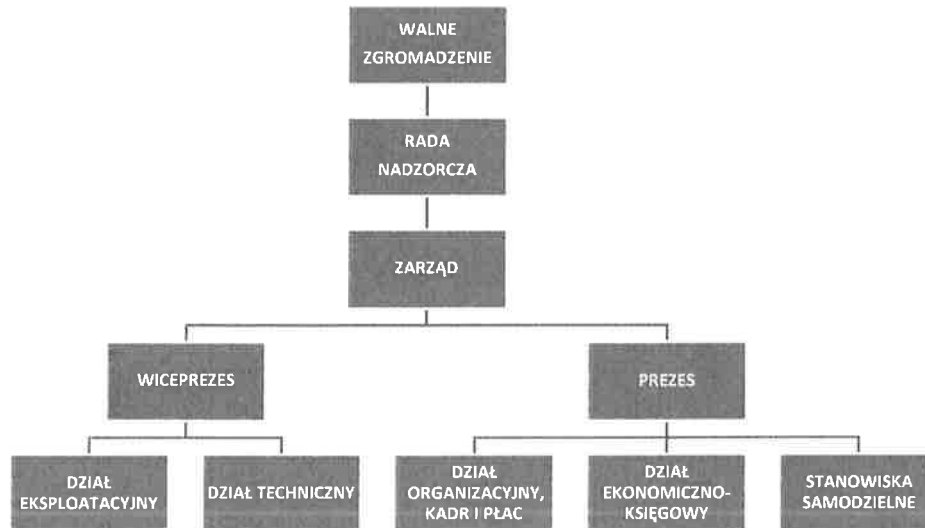 WALNE
ZGROMADZENIE
RADA
NADZORCZA
ZARZĄD
WICEPREZES
PREZES
DZIAŁ
EKSPLOATACYJNY
DZIAŁ TECHNICZNY
DZIAŁ
ORGANIZACYJNY,
KADR I PŁAC
DZIAŁ
EKONOMICZNO-
KSIĘGOWY
STANOWISKA
SAMODZIELNE